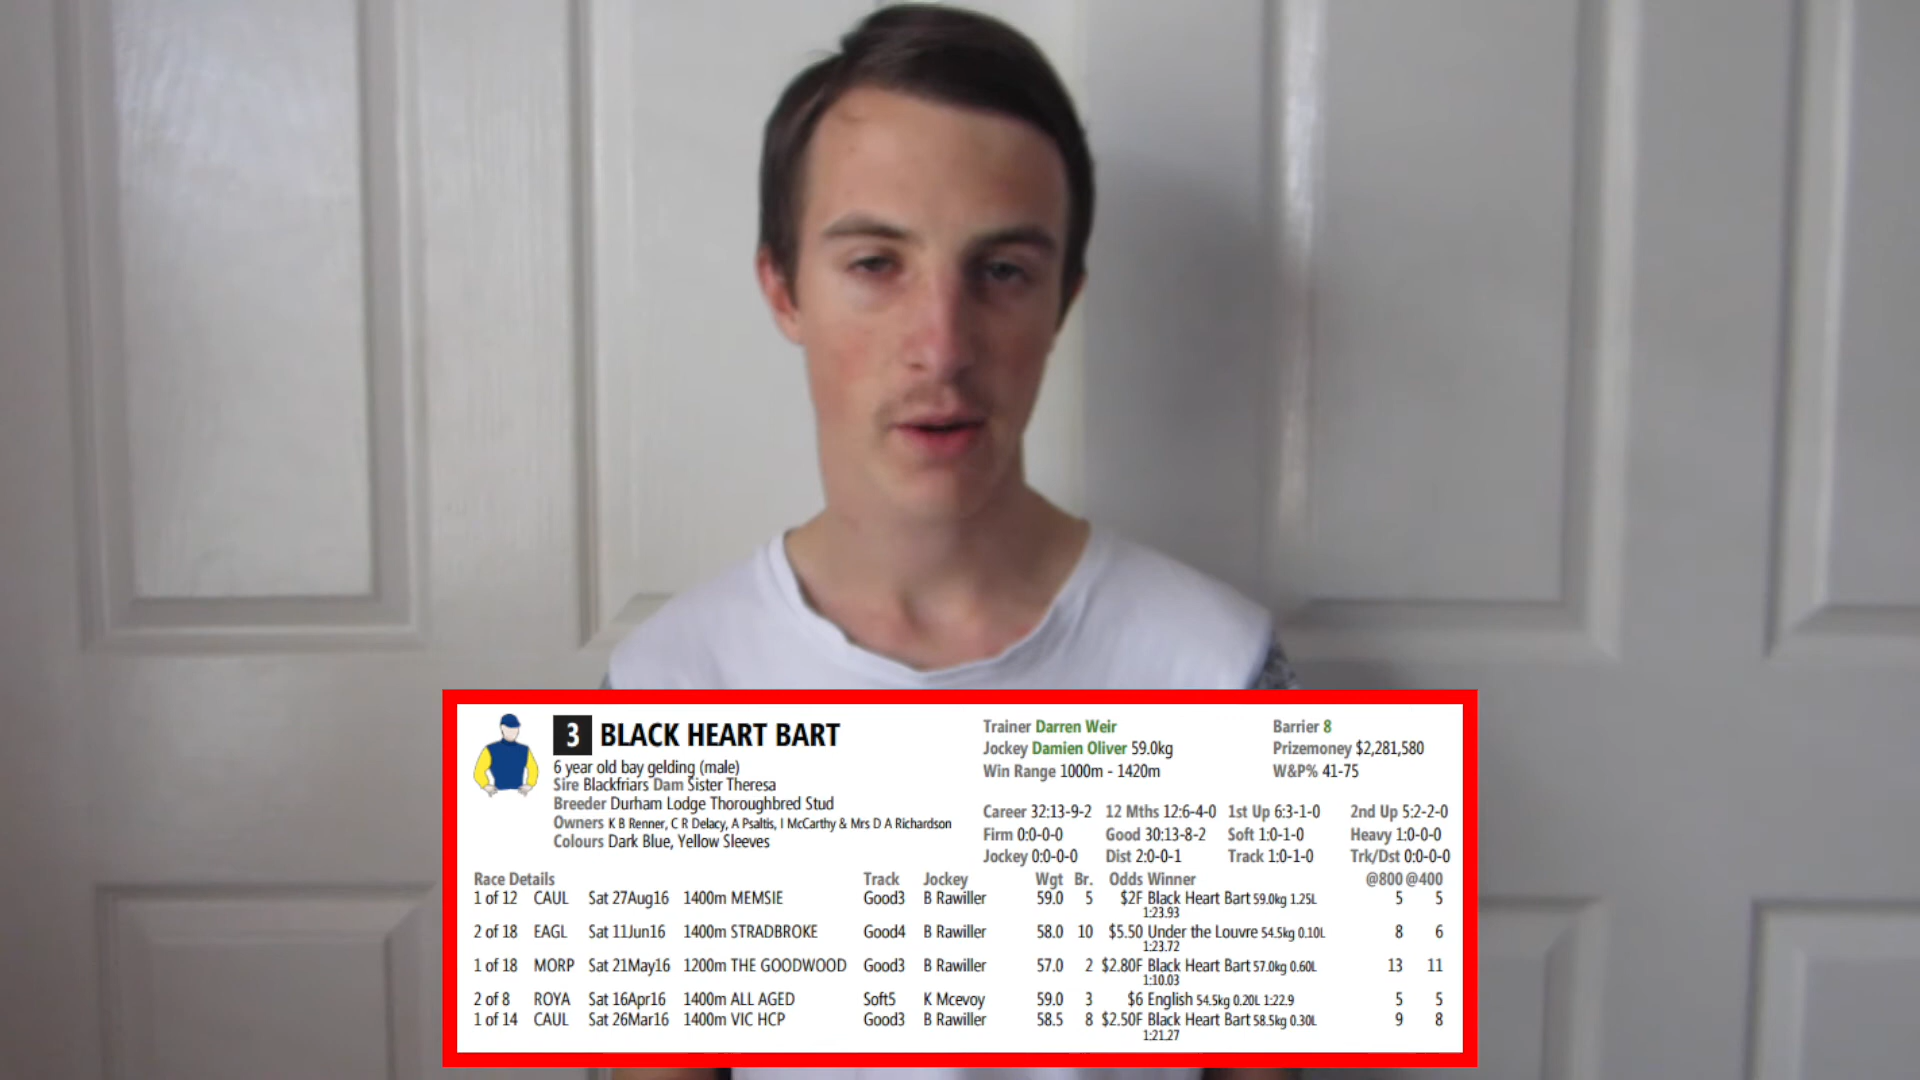 3 BLACK HEART BART
6 year old bay gelding (male)
Sire Blackfriars Dam Sister Theresa
Breeder Durham Lodge Thoroughbred Stud
Owners K B Renner, C R Delacy, A Psaltis, I McCarthy & Mrs D A Richardson
Colours Dark Blue, Yellow Sleeves
Trainer Darren Weir Barrier 8
Jockey Damien Oliver 59.0kg Prizemoney $2,281,580
Win Range 1000m - 1420m W&P% 41-75
Career 32:13-9-2 12 Mths 12:6-4-0 1st Up 6:3-1-0 2nd Up 5:2-2-0
Firm 0:0-0-0 Good 30:13-8-2 Soft 1:0-1-0 Heavy 1:0-0-0
Jockey 0:0-0-0 Dist 2:0-0-1 Track 1:0-1-0 Trk/Dst 0:0-0-0
Race Details Track Jockey Wgt Br. Odds Winner @800 @400
1 of 12 CAUL Sat 27Aug16 1400m MEMSIE Good3 B Rawiller 59.0 5 $2F Black Heart Bart 59.0kg 1.25L 5 5
1:23.93
2 of 18 EAGL Sat 11Jun16 1400m STRADBROKE Good4 B Rawiller 58.0 10 $5.50 Under the Louvre 54.5kg 0.10L 8 6
1:23.72
1 of 18 MORP Sat 21May16 1200m THE GOODWOOD Good3 B Rawiller 57.0 2 $2.80F Black Heart Bart 57.0kg 0.60L 13 11
1:10.03
2 of 8 ROYA Sat 16Apr16 1400m ALL AGED Soft5 K Mcevoy 59.0 3 $6 English 54.5kg 0.20L 1:22.9 5 5
1 of 14 CAUL Sat 26Mar16 1400m VIC HCP Good3 B Rawiller 58.5 8 $2.50F Black Heart Bart 58.5kg 0.30L 9 8
1:21.27